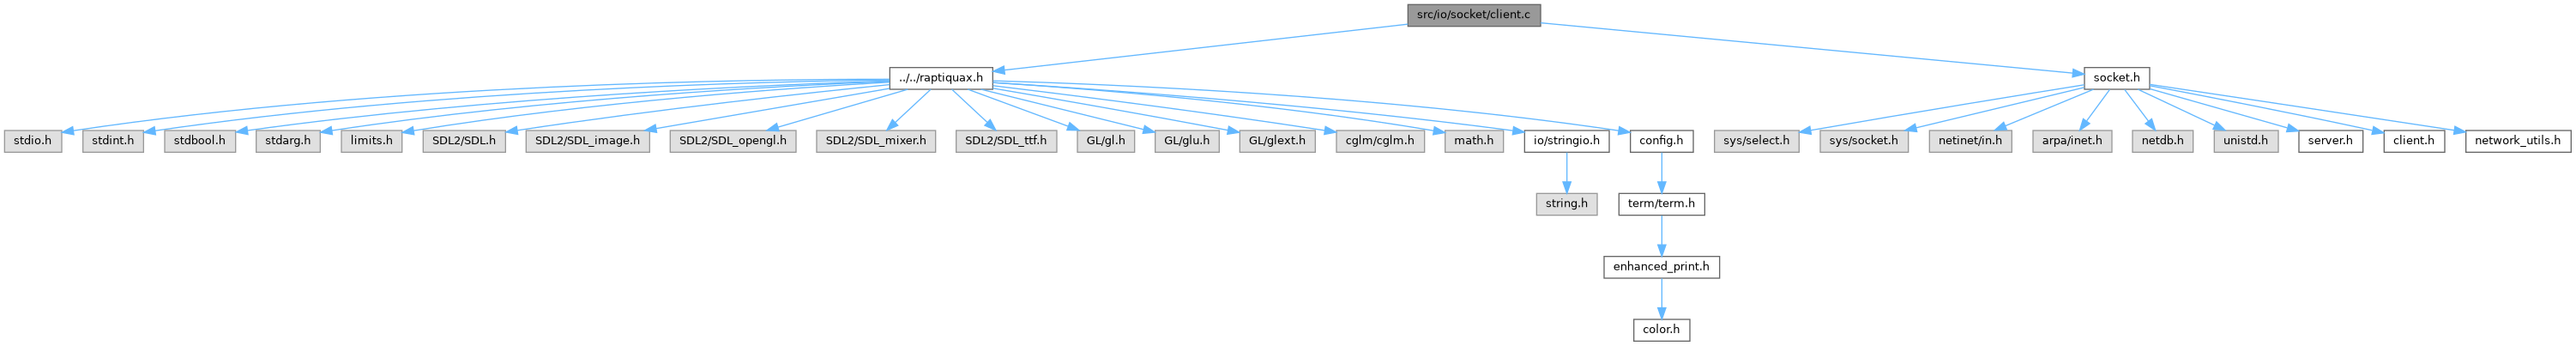 src/io/socket/client.c
../../raptiquax.h
socket.h
stdio.h
stdint.h
stdbool.h
stdarg.h
limits.h
SDL2/SDL.h
SDL2/SDL_image.h
SDL2/SDL_opengl.h
SDL2/SDL_mixer.h
SDL2/SDL_ttf.h
GL/gl.h
GL/glu.h
GL/glext.h
cglm/cglm.h
math.h
io/stringio.h
config.h
sys/select.h
sys/socket.h
netinet/in.h
arpa/inet.h
netdb.h
unistd.h
server.h
client.h
network_utils.h
string.h
term/term.h
enhanced_print.h
color.h